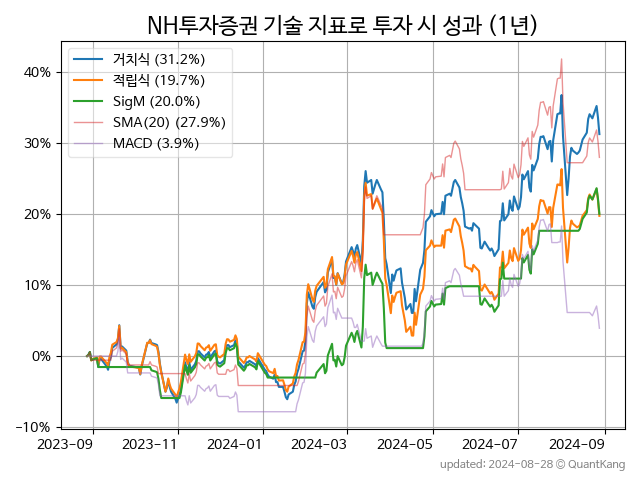 NH투자증권 기술 지표로 투자 시 성과 (1년)
거치식 (31.2%)
적립식 (19.7%)
SigM (20.0%)
SMA(20) (27.9%)
MACD (3.9%)
40%
30%
20%
10%
0%
−10%
2023-09 2023-11 2024-01 2024-03 2024-05 2024-07 2024-09
updated: 2024-08-28 © QuantKang